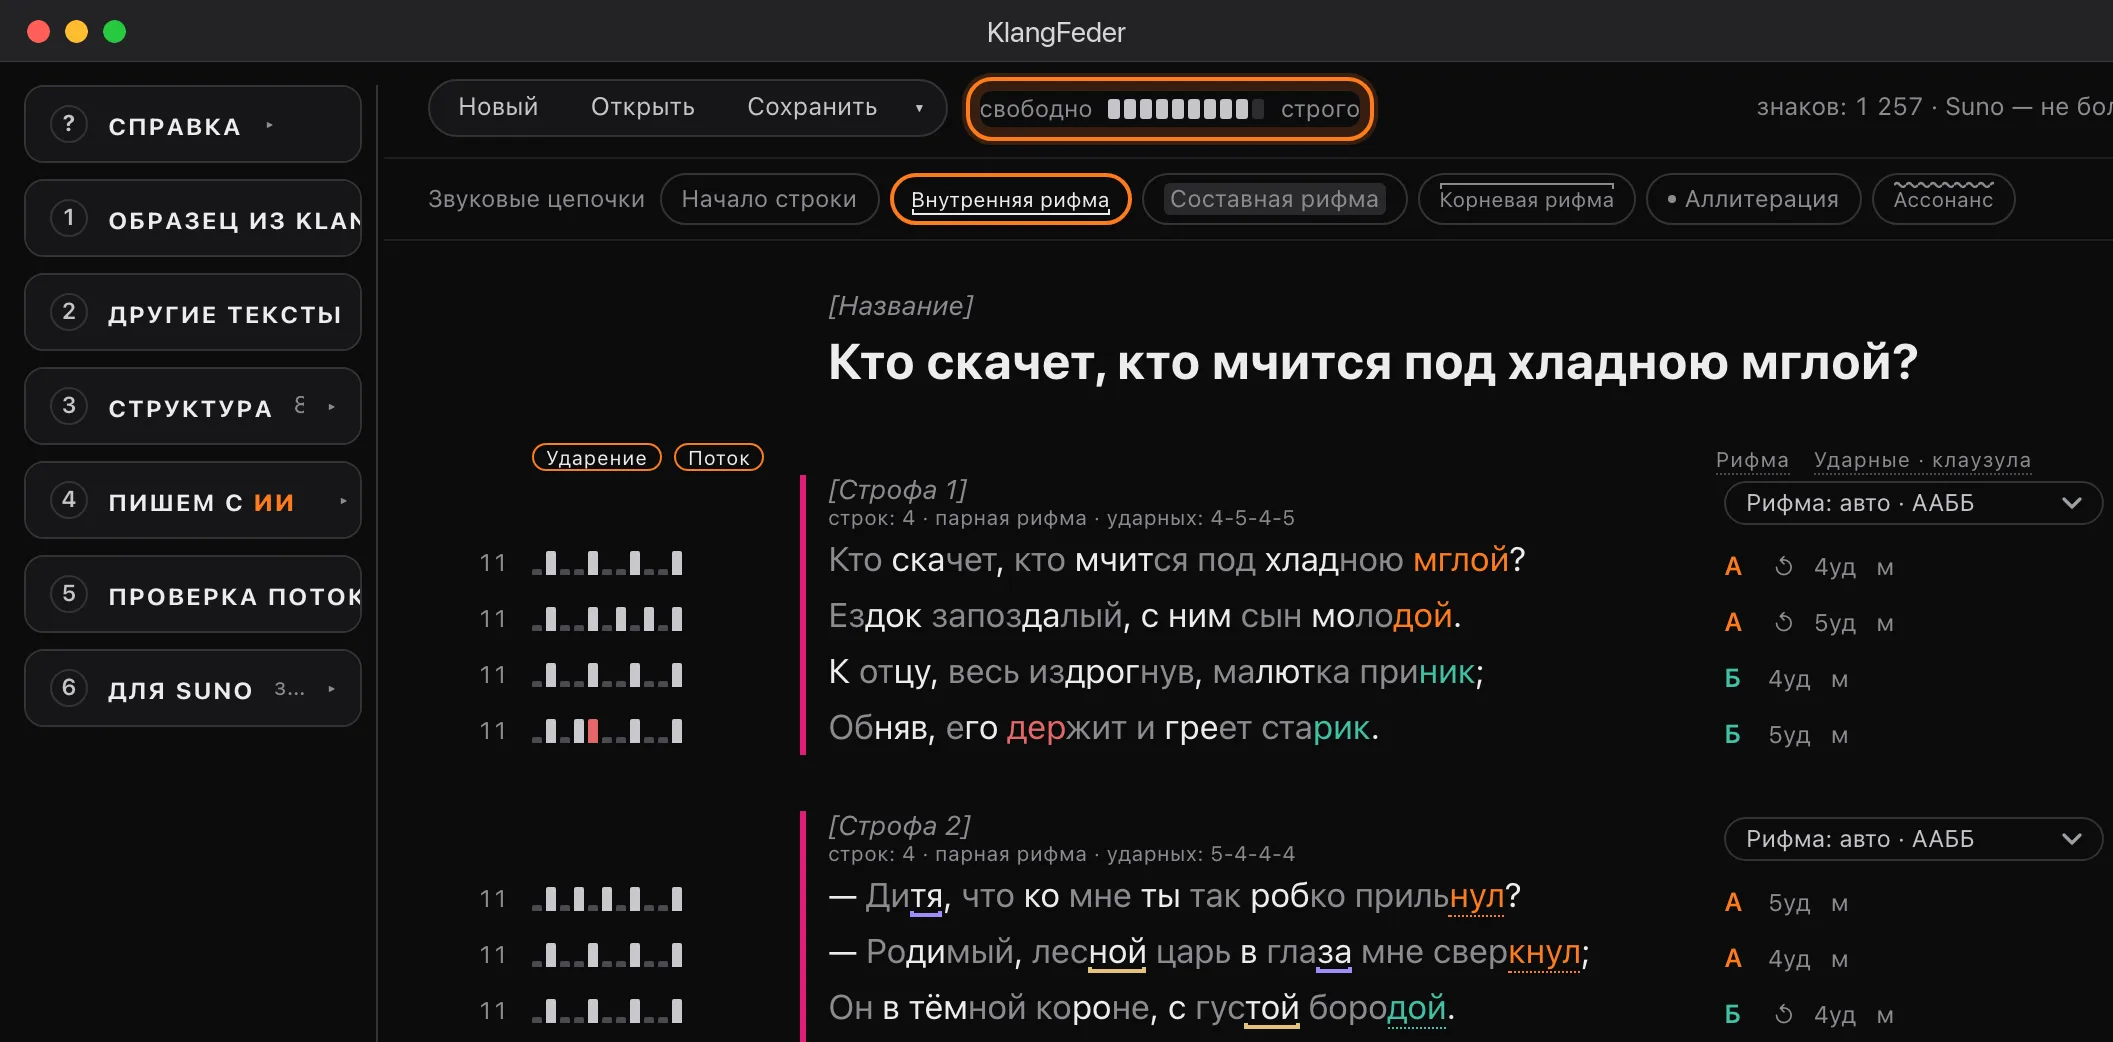 KlangFeder
? СПРАВКА ▸
1 ОБРАЗЕЦ ИЗ KLAN
2 ДРУГИЕ ТЕКСТЫ
3 СТРУКТУРА 8 ▸
4 ПИШЕМ С ИИ ▸
5 ПРОВЕРКА ПОТОК
6 ДЛЯ SUNO з... ▸
Новый Открыть Сохранить ▾ свободно строго знаков: 1 257 · Suno — не бол
Звуковые цепочки Начало строки Внутренняя рифма Составная рифма Корневая рифма • Аллитерация Ассонанс
[Название]
Кто скачет, кто мчится под хладною мглой?
Ударение Поток Рифма Ударные · клаузула
[Строфа 1]
строк: 4 · парная рифма · ударных: 4-5-4-5
Рифма: авто · ААББ
11 Кто скачет, кто мчится под хладною мглой? А 4уд м
11 Ездок запоздалый, с ним сын молодой. А 5уд м
11 К отцу, весь издрогнув, малютка приник; Б 4уд м
11 Обняв, его держит и греет старик. Б 5уд м
[Строфа 2]
строк: 4 · парная рифма · ударных: 5-4-4-4
Рифма: авто · ААББ
11 — Дитя, что ко мне ты так робко прильнул? А 5уд м
11 — Родимый, лесной царь в глаза мне сверкнул; А 4уд м
11 Он в тёмной короне, с густой бородой. Б 4уд м